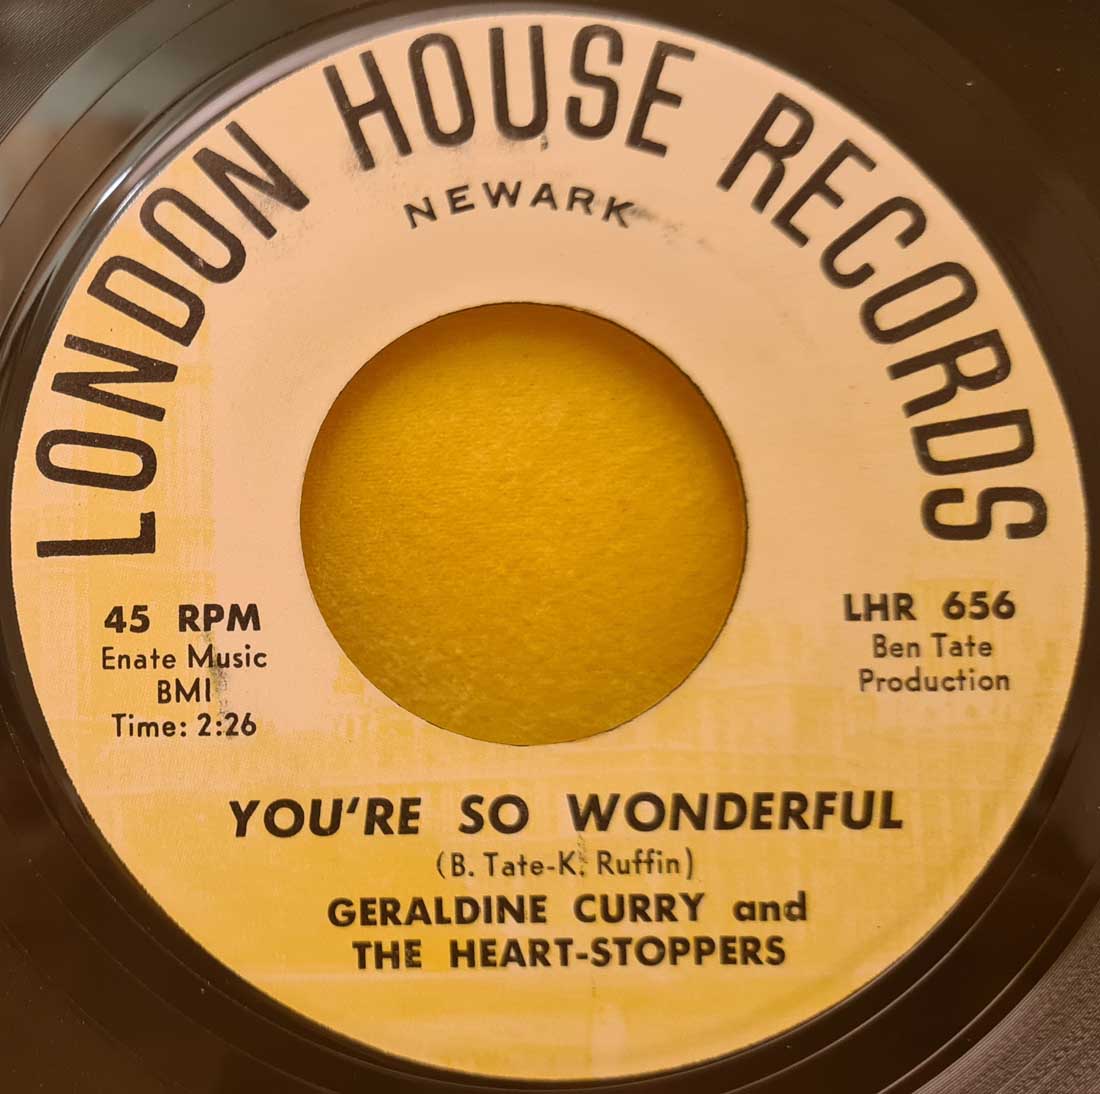 LONDON HOUSE RECORDS
NEWARK
45 RPM
Enate Music
BMI
Time: 2:26
LHR 656
Ben Tate
Production
YOU'RE SO WONDERFUL
(B. Tate-K. Ruffin)
GERALDINE CURRY and
THE HEART-STOPPERS